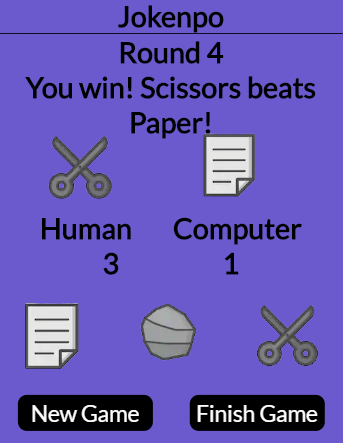 Jokenpo
Round 4
You win! Scissors beats
Paper!
Human
Computer
3
1
New Game
Finish Game